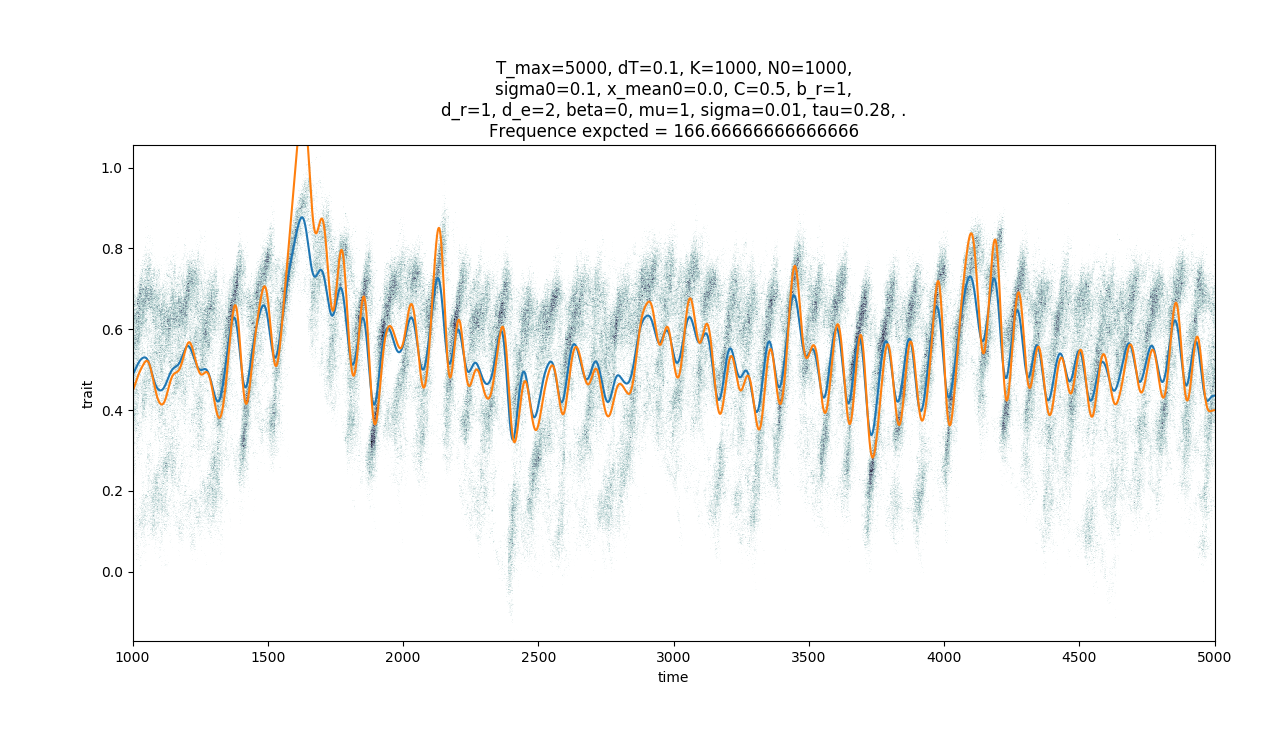 T_max=5000, dT=0.1, K=1000, N0=1000,
sigma0=0.1, x_mean0=0.0, C=0.5, b_r=1,
d_r=1, d_e=2, beta=0, mu=1, sigma=0.01, tau=0.28, .
Frequence expcted = 166.66666666666666
1.0
0.8
0.6
trait
0.4
0.2
0.0
1000 1500 2000 2500 3000 3500 4000 4500 5000
time